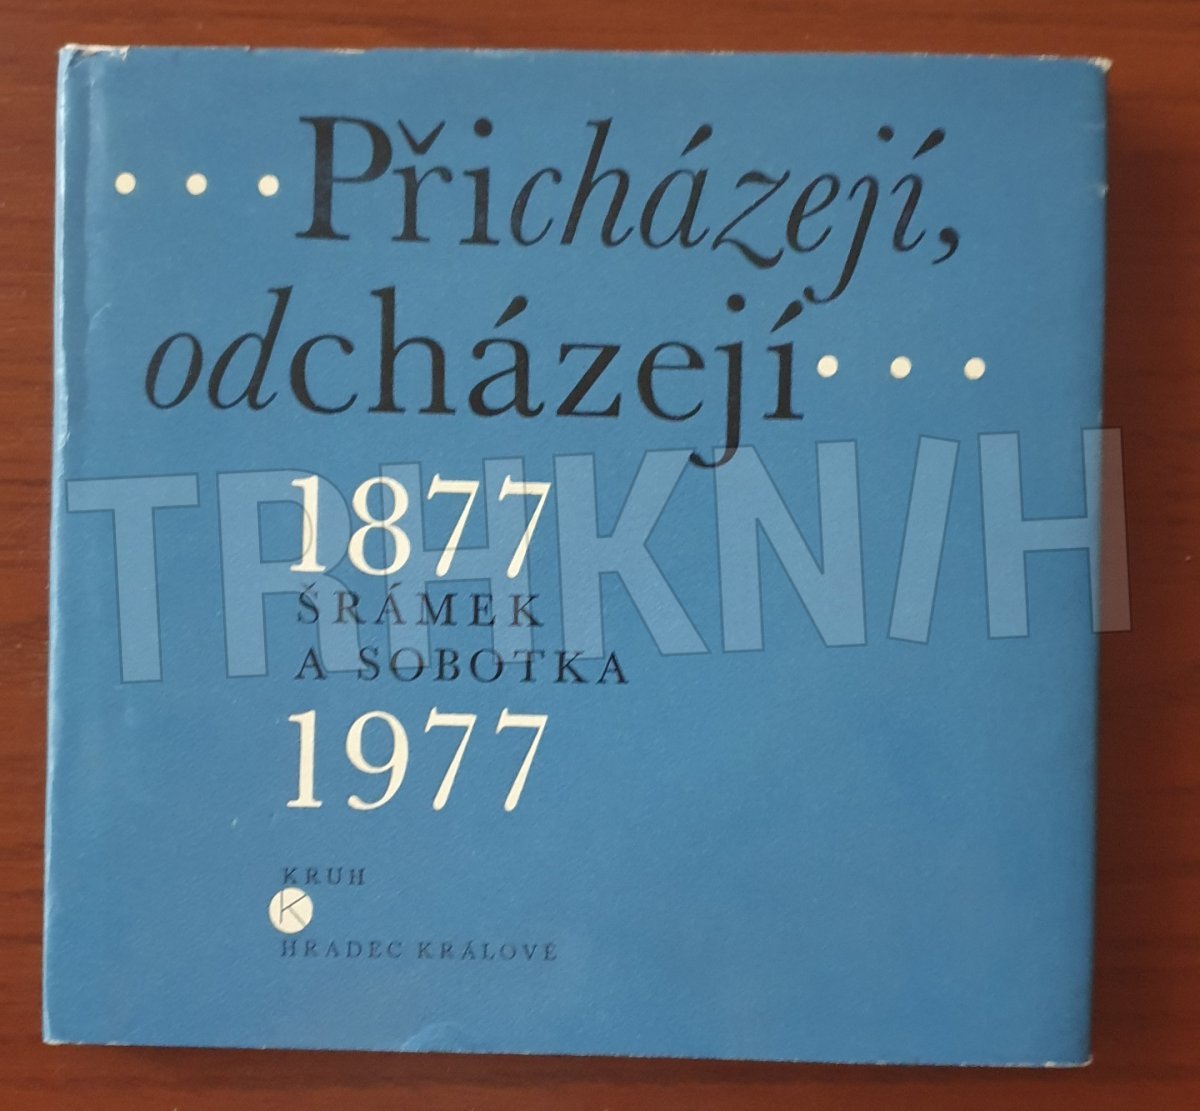 ...Přicházejí,
odcházejí...
1877
ŠRÁMEK
A SOBOTKA
1977
KRUH
K
HRADEC KRÁLOVÉ
TRHKNIH